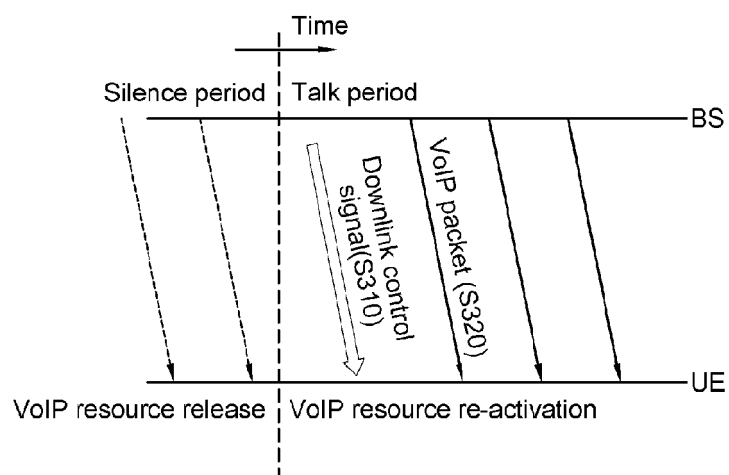 Time
Silence period
Talk period
BS
Downlink control
signal(S310)
VoIP packet (S320)
UE
VoIP resource release
VoIP resource re-activation